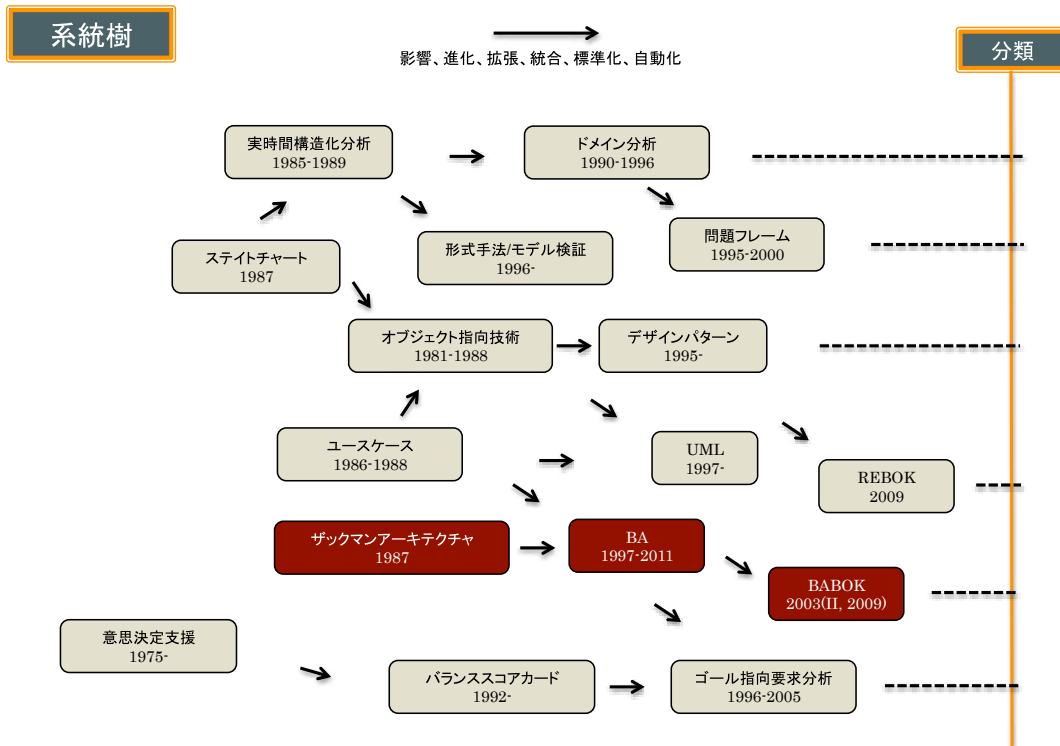 系統樹
影響、進化、拡張、統合、標準化、自動化
分類
実時間構造化分析
1985-1989
ドメイン分析
1990-1996
ステイトチャート
1987
形式手法/モデル検証
1996-
問題フレーム
1995-2000
オブジェクト指向技術
1981-1988
デザインパターン
1995-
ユースケース
1986-1988
UML
1997-
REBOK
2009
ザックマンアーキテクチャ
1987
BA
1997-2011
BABOK
2003(II, 2009)
意思決定支援
1975-
バランススコアカード
1992-
ゴール指向要求分析
1996-2005